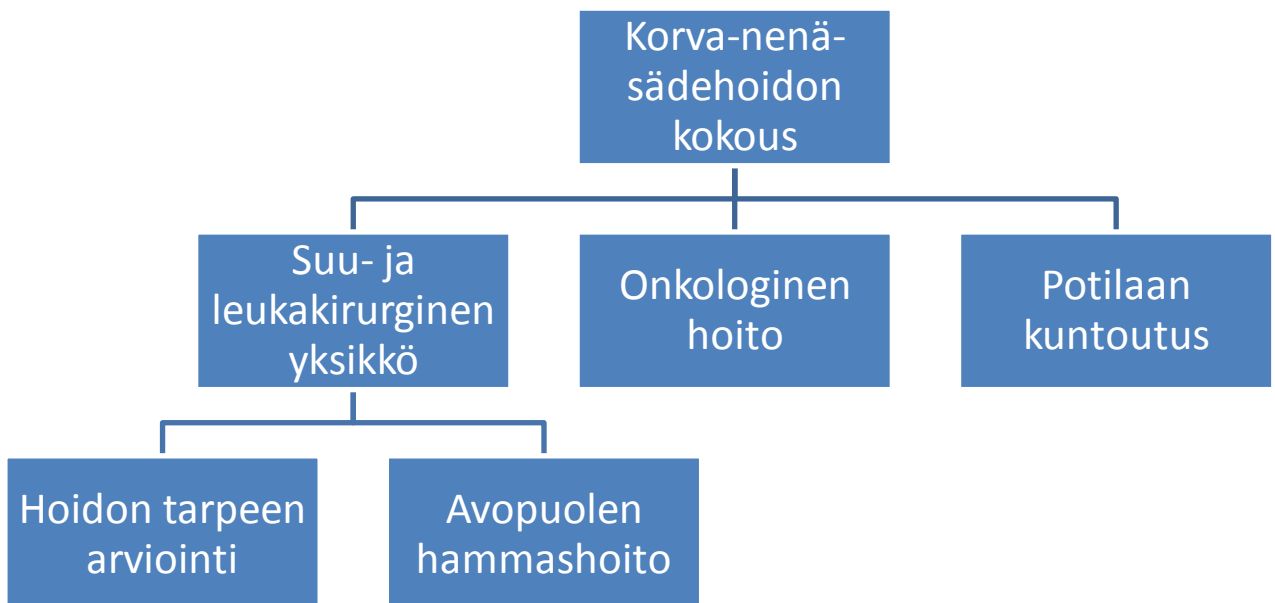 Korva-nenä-
sädehoidon
kokous
Suu- ja
leukakirurginen
yksikkö
Onkologinen
hoito
Potilaan
kuntoutus
Hoidon tarpeen
arviointi
Avopuolen
hammashoito